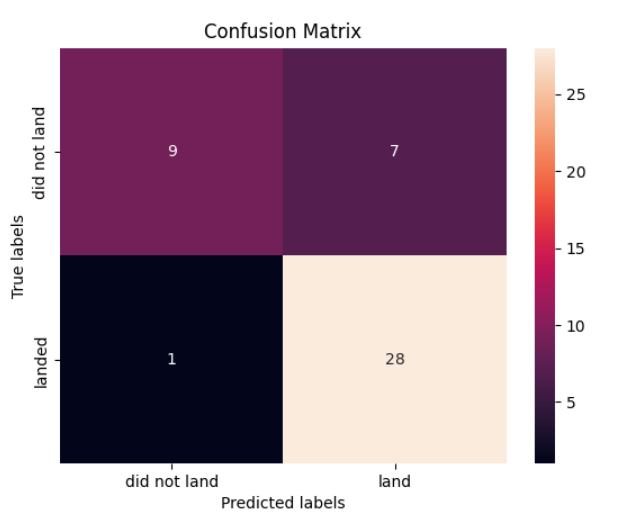 Confusion Matrix
True labels
did not land
landed
9
7
1
28
did not land
land
Predicted labels
25
20
15
10
5